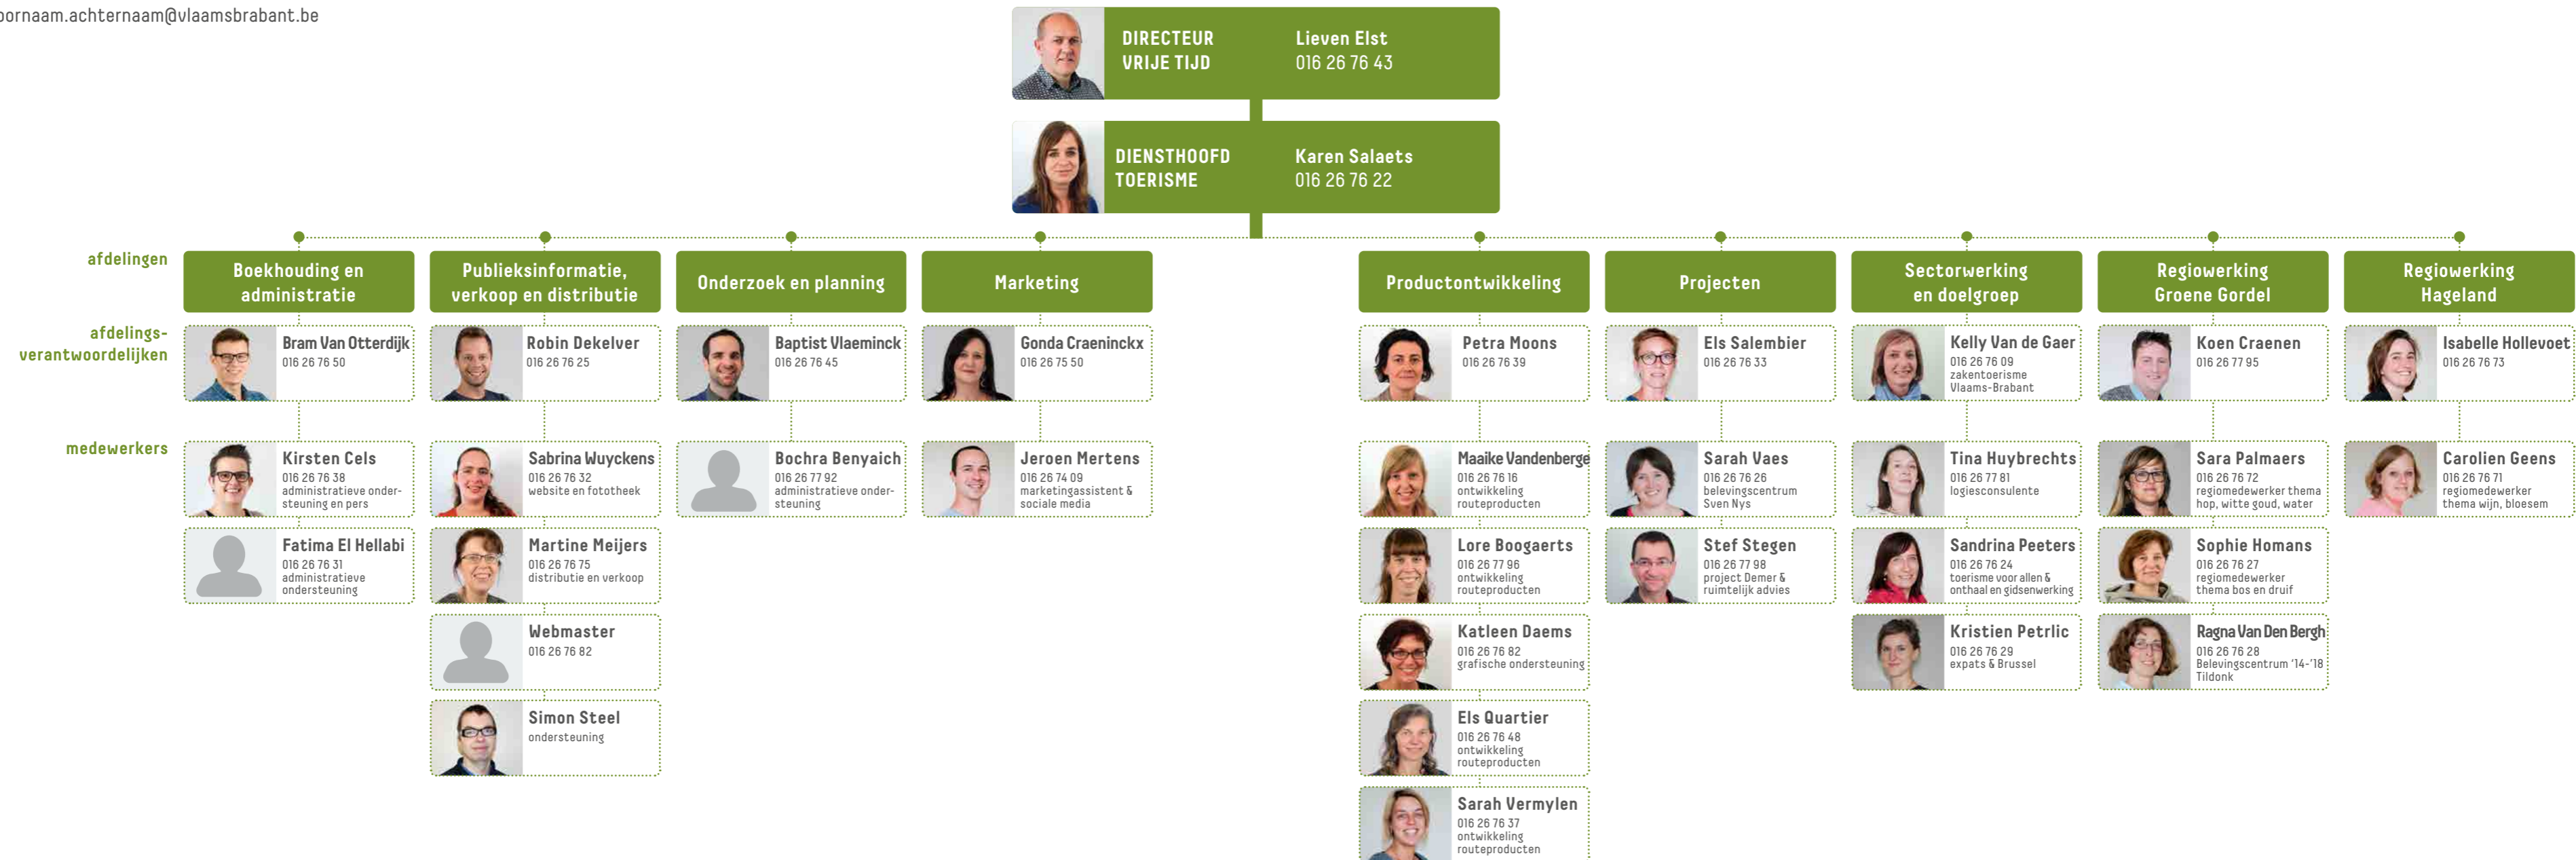 oornaam.achternaam@vlaamsbrabant.be
DIRECTEUR
VRIJE TIJD
Lieven Elst
016 26 76 43
DIENSTHOOFD
TOERISME
Karen Salaets
016 26 76 22
afdelingen
Boekhouding en
administratie
Publieksinformatie,
verkoop en distributie
Onderzoek en planning
Marketing
Productontwikkeling
Projecten
Sectorwerking
en doelgroep
Regiowerking
Groene Gordel
Regiowerking
Hageland
afdelings-
verantwoordelijken
Bram Van Otterdijk
016 26 76 50
Robin Dekelver
016 26 76 25
Baptist Vlaeminck
016 26 76 45
Gonda Craeninckx
016 26 75 50
Petra Moons
016 26 76 39
Els Salembier
016 26 76 33
Kelly Van de Gaer
016 26 76 09
zakentoerisme
Vlaams-Brabant
Koen Craenen
016 26 77 95
Isabelle Hollevoet
016 26 76 73
medewerkers
Kirsten Cels
016 26 76 38
administratieve onder-
steuning en pers
Sabrina Wuyckens
016 26 76 32
website en fototheek
Bochra Benyaich
016 26 77 92
administratieve onder-
steuning
Jeroen Mertens
016 26 74 09
marketingassistent &
sociale media
Maaike Vandenberge
016 26 76 16
ontwikkeling
routeproducten
Sarah Vaes
016 26 76 26
belevingscentrum
Sven Nys
Tina Huybrechts
016 26 77 81
logiesconsulente
Sara Palmaers
016 26 76 72
regiomedewerker thema
hop, witte goud, water
Carolien Geens
016 26 76 71
regiomedewerker
thema wijn, bloesem
Fatima El Hellabi
016 26 76 31
administratieve
ondersteuning
Martine Meijers
016 26 76 75
distributie en verkoop
Lore Boogaerts
016 26 77 96
ontwikkeling
routeproducten
Stef Stegen
016 26 77 98
project Demer &
ruimtelijk advies
Sandrina Peeters
016 26 76 24
toerisme voor allen &
onthaal en gidsenwerking
Sophie Homans
016 26 76 27
regiomedewerker
thema bos en druif
Webmaster
016 26 76 82
Katleen Daems
016 26 76 82
grafische ondersteuning
Kristien Petrlic
016 26 76 29
expats & Brussel
Ragna Van Den Bergh
016 26 76 28
Belevingscentrum '14-'18
Tildonk
Simon Steel
ondersteuning
Els Quartier
016 26 76 48
ontwikkeling
routeproducten
Sarah Vermylen
016 26 76 37
ontwikkeling
routeproducten